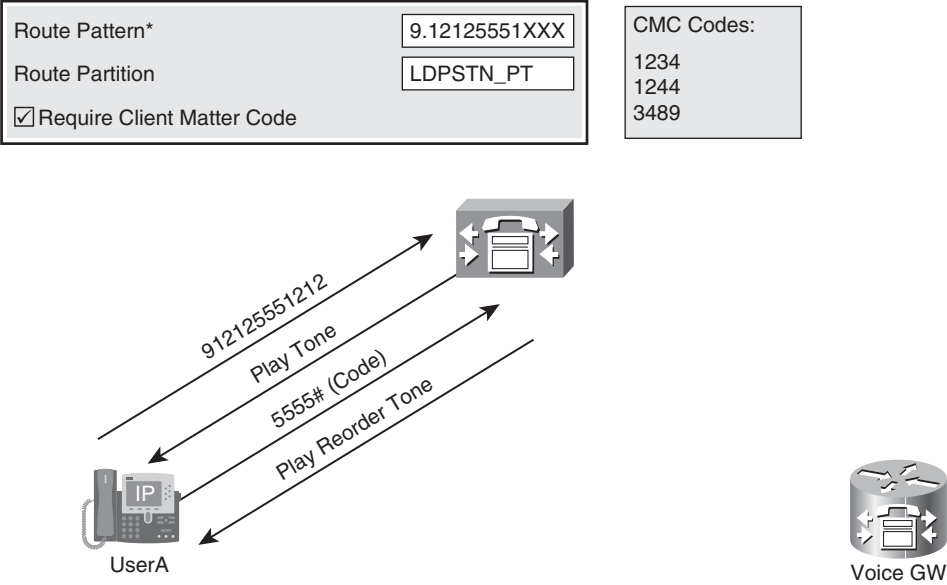 Route Pattern*
9.12125551XXX
Route Partition
LDPSTN_PT
Require Client Matter Code
CMC Codes:
1234
1244
3489
912125551212
Play Tone
5555# (Code)
Play Reorder Tone
IP
UserA
Voice GW